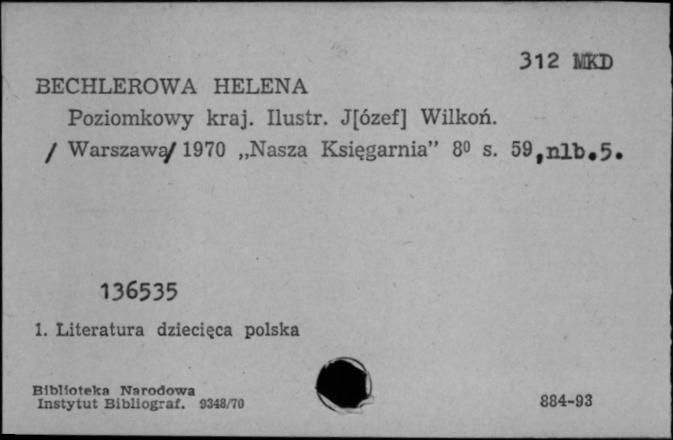 312 MKD
BECHLEROWA HELENA
Poziomkowy kraj. Ilustr. J[ózef] Wilkoń.
/ Warszawa/ 1970 „Nasza Księgarnia” 8⁰ s. 59,nlb.5.
136535
1. Literatura dziecięca polska
Biblioteka Narodowa
Instytut Bibliograf. 9348/70
884-93